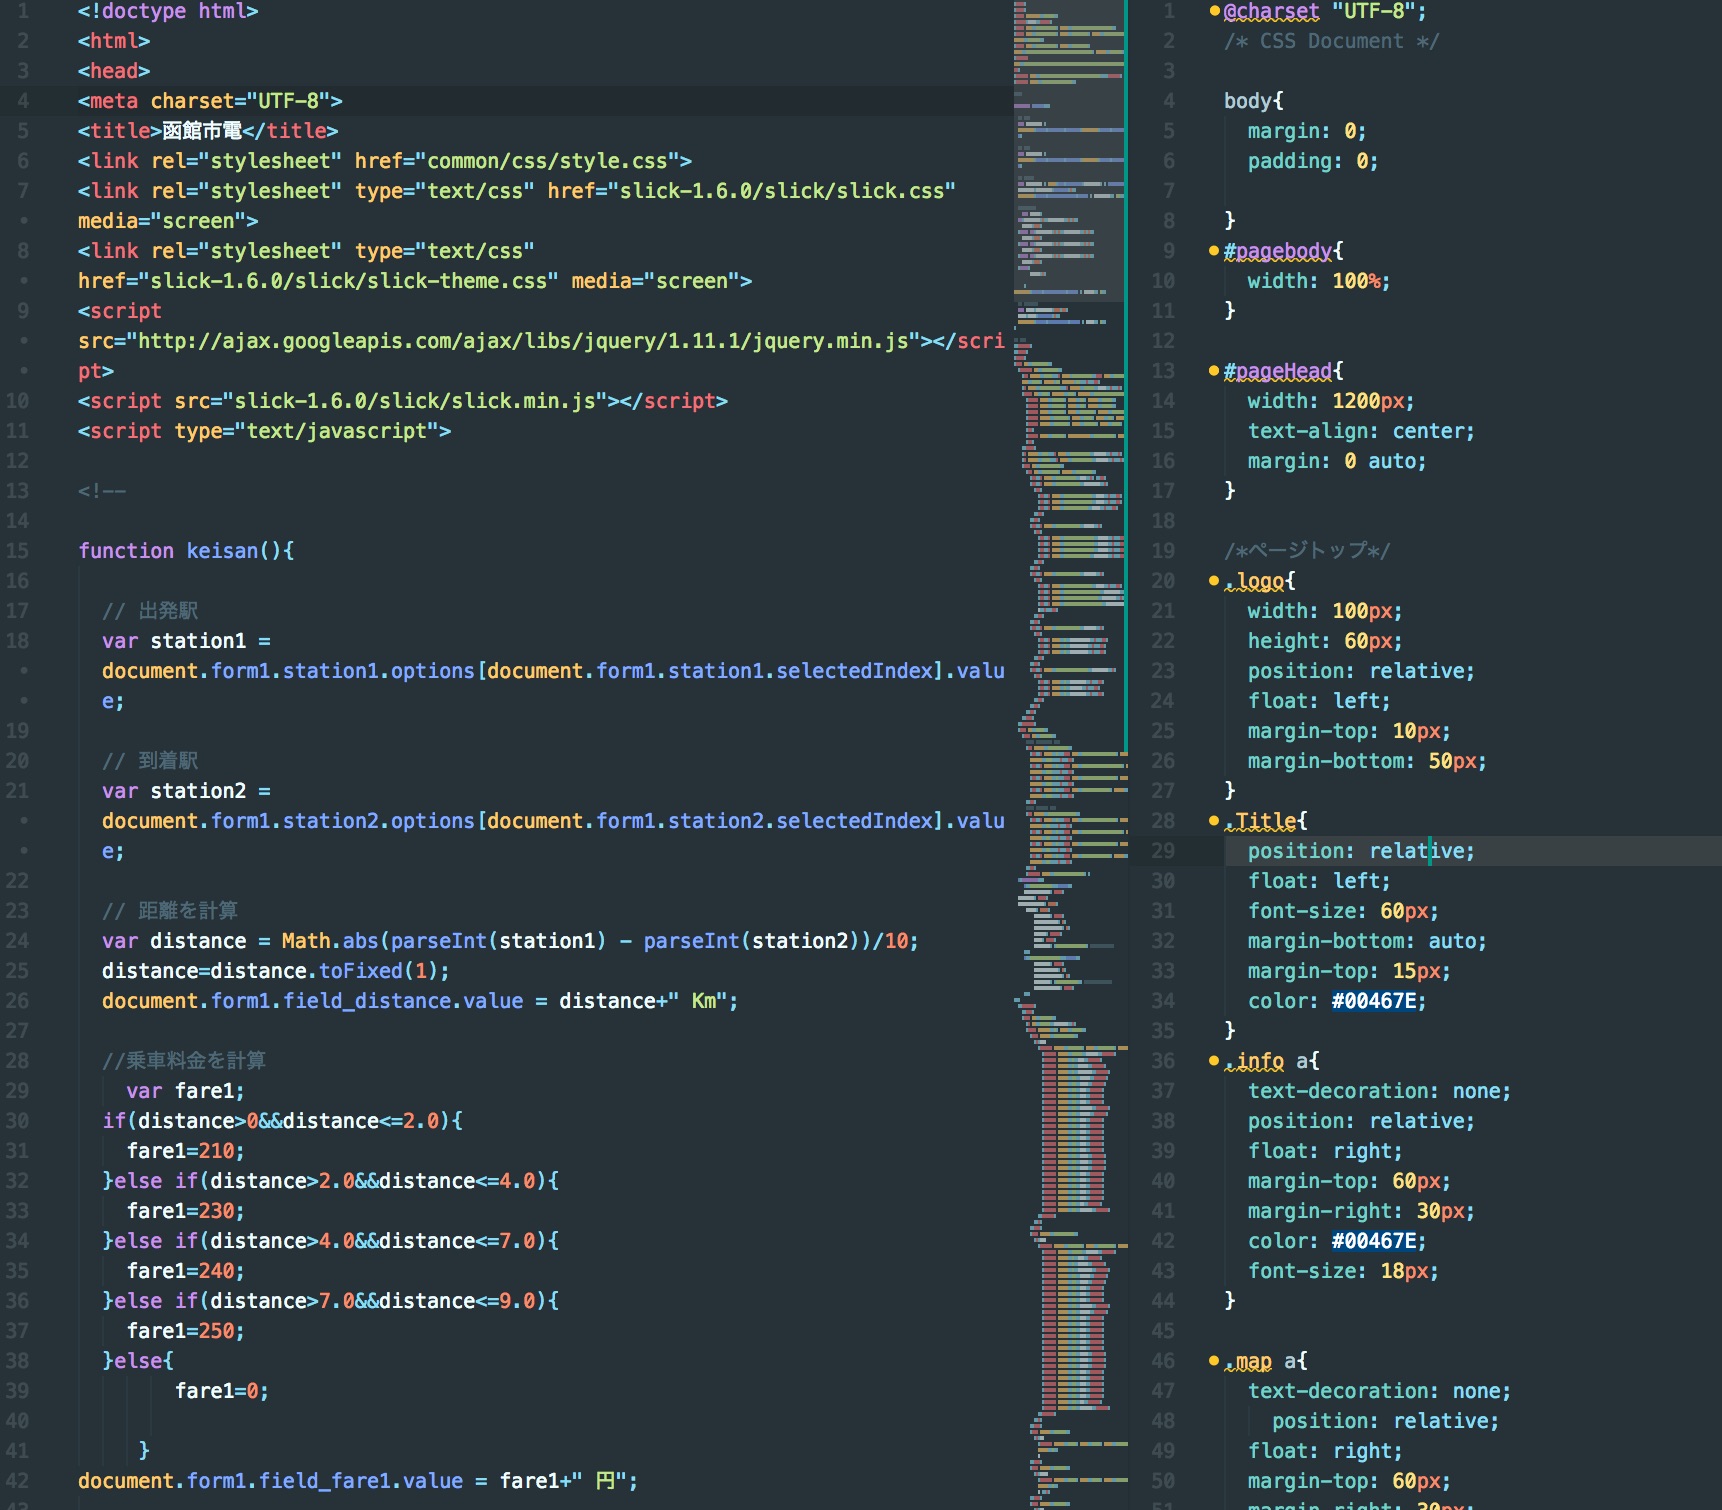 1 <!doctype html>
2 <html>
3 <head>
4 <meta charset="UTF-8">
5 <title>函館市電</title>
6 <link rel="stylesheet" href="common/css/style.css">
7 <link rel="stylesheet" type="text/css" href="slick-1.6.0/slick/slick.css"
• media="screen">
8 <link rel="stylesheet" type="text/css"
• href="slick-1.6.0/slick/slick-theme.css" media="screen">
9 <script
• src="http://ajax.googleapis.com/ajax/libs/jquery/1.11.1/jquery.min.js"></scri
• pt>
10 <script src="slick-1.6.0/slick/slick.min.js"></script>
11 <script type="text/javascript">
12
13 <!--
14
15 function keisan(){
16
17 // 出発駅
18 var station1 =
• document.form1.station1.options[document.form1.station1.selectedIndex].valu
• e;
19
20 // 到着駅
21 var station2 =
• document.form1.station2.options[document.form1.station2.selectedIndex].valu
• e;
22
23 // 距離を計算
24 var distance = Math.abs(parseInt(station1) - parseInt(station2))/10;
25 distance=distance.toFixed(1);
26 document.form1.field_distance.value = distance+" Km";
27
28 //乗車料金を計算
29 var fare1;
30 if(distance>0&&distance<=2.0){
31 fare1=210;
32 }else if(distance>2.0&&distance<=4.0){
33 fare1=230;
34 }else if(distance>4.0&&distance<=7.0){
35 fare1=240;
36 }else if(distance>7.0&&distance<=9.0){
37 fare1=250;
38 }else{
39 fare1=0;
40
41 }
42 document.form1.field_fare1.value = fare1+" 円";
43
1 @charset "UTF-8";
2 /* CSS Document */
3
4 body{
5 margin: 0;
6 padding: 0;
7
8 }
9 #pagebody{
10 width: 100%;
11 }
12
13 #pageHead{
14 width: 1200px;
15 text-align: center;
16 margin: 0 auto;
17 }
18
19 /*ページトップ*/
20 .logo{
21 width: 100px;
22 height: 60px;
23 position: relative;
24 float: left;
25 margin-top: 10px;
26 margin-bottom: 50px;
27 }
28 .Title{
29 position: relative;
30 float: left;
31 font-size: 60px;
32 margin-bottom: auto;
33 margin-top: 15px;
34 color: #00467E;
35 }
36 .info a{
37 text-decoration: none;
38 position: relative;
39 float: right;
40 margin-top: 60px;
41 margin-right: 30px;
42 color: #00467E;
43 font-size: 18px;
44 }
45
46 .map a{
47 text-decoration: none;
48 position: relative;
49 float: right;
50 margin-top: 60px;
51 margin-right: 30px;